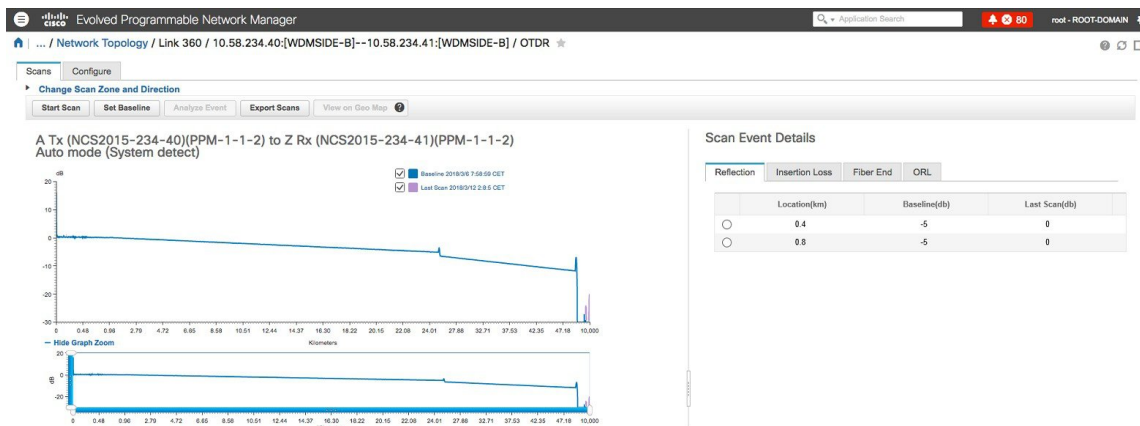 cisco Evolved Programmable Network Manager
Application Search
80
root - ROOT-DOMAIN
... / Network Topology / Link 360 / 10.58.234.40:[WDMSIDE-B]--10.58.234.41:[WDMSIDE-B] / OTDR
Scans Configure
Change Scan Zone and Direction
Start Scan Set Baseline Analyze Event Export Scans View on Geo Map ?
A Tx (NCS2015-234-40)(PPM-1-1-2) to Z Rx (NCS2015-234-41)(PPM-1-1-2)
Auto mode (System detect)
dB
Baseline 2018/3/6 7:58:59 CET
Last Scan 2018/3/12 2:8:5 CET
20
10
0
-10
-20
-30
0 0.48 0.96 2.79 4.72 6.65 8.58 10.51 12.44 14.37 16.30 18.22 20.15 22.08 24.01 27.88 32.71 37.53 42.35 47.18 10,000
Kilometers
Hide Graph Zoom
20
0
-20
dB
0 0.48 0.96 2.79 4.72 6.65 8.58 10.51 12.44 14.37 16.30 18.22 20.15 22.08 24.01 27.88 32.71 37.53 42.35 47.18 10,000
Scan Event Details
Reflection Insertion Loss Fiber End ORL
Location(km) Baseline(db) Last Scan(db)
0.4 -5 0
0.8 -5 0